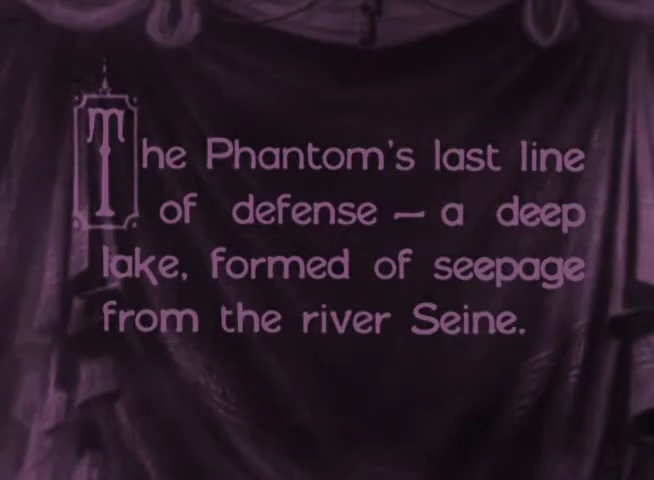 The Phantom's last line
of defense — a deep
lake, formed of seepage
from the river Seine.